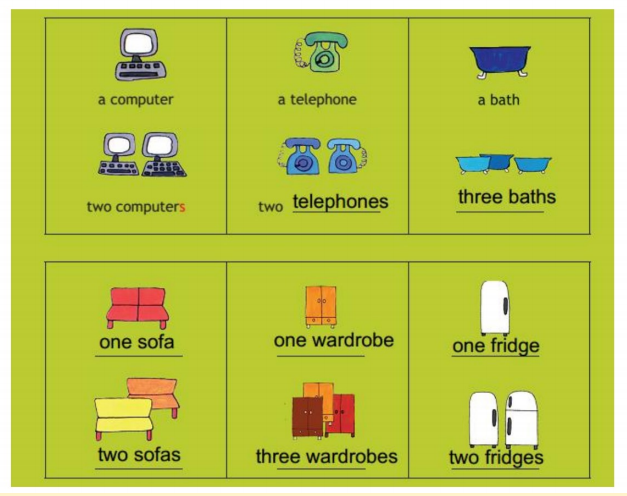 a computer
a telephone
a bath
two computers
two telephones
three baths
one sofa
one wardrobe
one fridge
two sofas
three wardrobes
two fridges